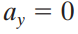 a_y = 0